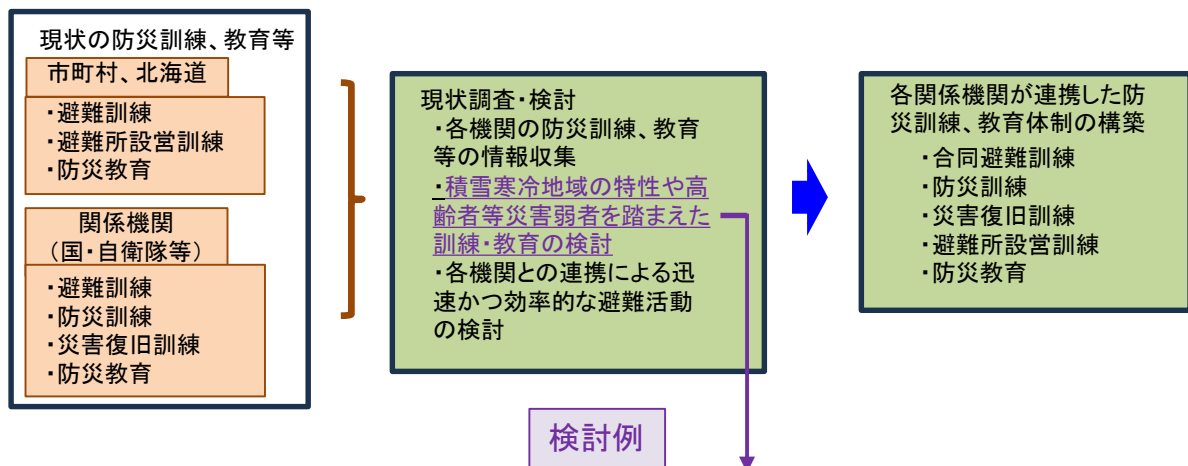 現状の防災訓練、教育等
市町村、北海道
・避難訓練
・避難所設営訓練
・防災教育
関係機関
（国・自衛隊等）
・避難訓練
・防災訓練
・災害復旧訓練
・防災教育
現状調査・検討
・各機関の防災訓練、教育
等の情報収集
・積雪寒冷地域の特性や高
齢者等災害弱者を踏まえた
訓練・教育の検討
・各機関との連携による迅
速かつ効率的な避難活動
の検討
各関係機関が連携した防
災訓練、教育体制の構築
・合同避難訓練
・防災訓練
・災害復旧訓練
・避難所設営訓練
・防災教育
検討例